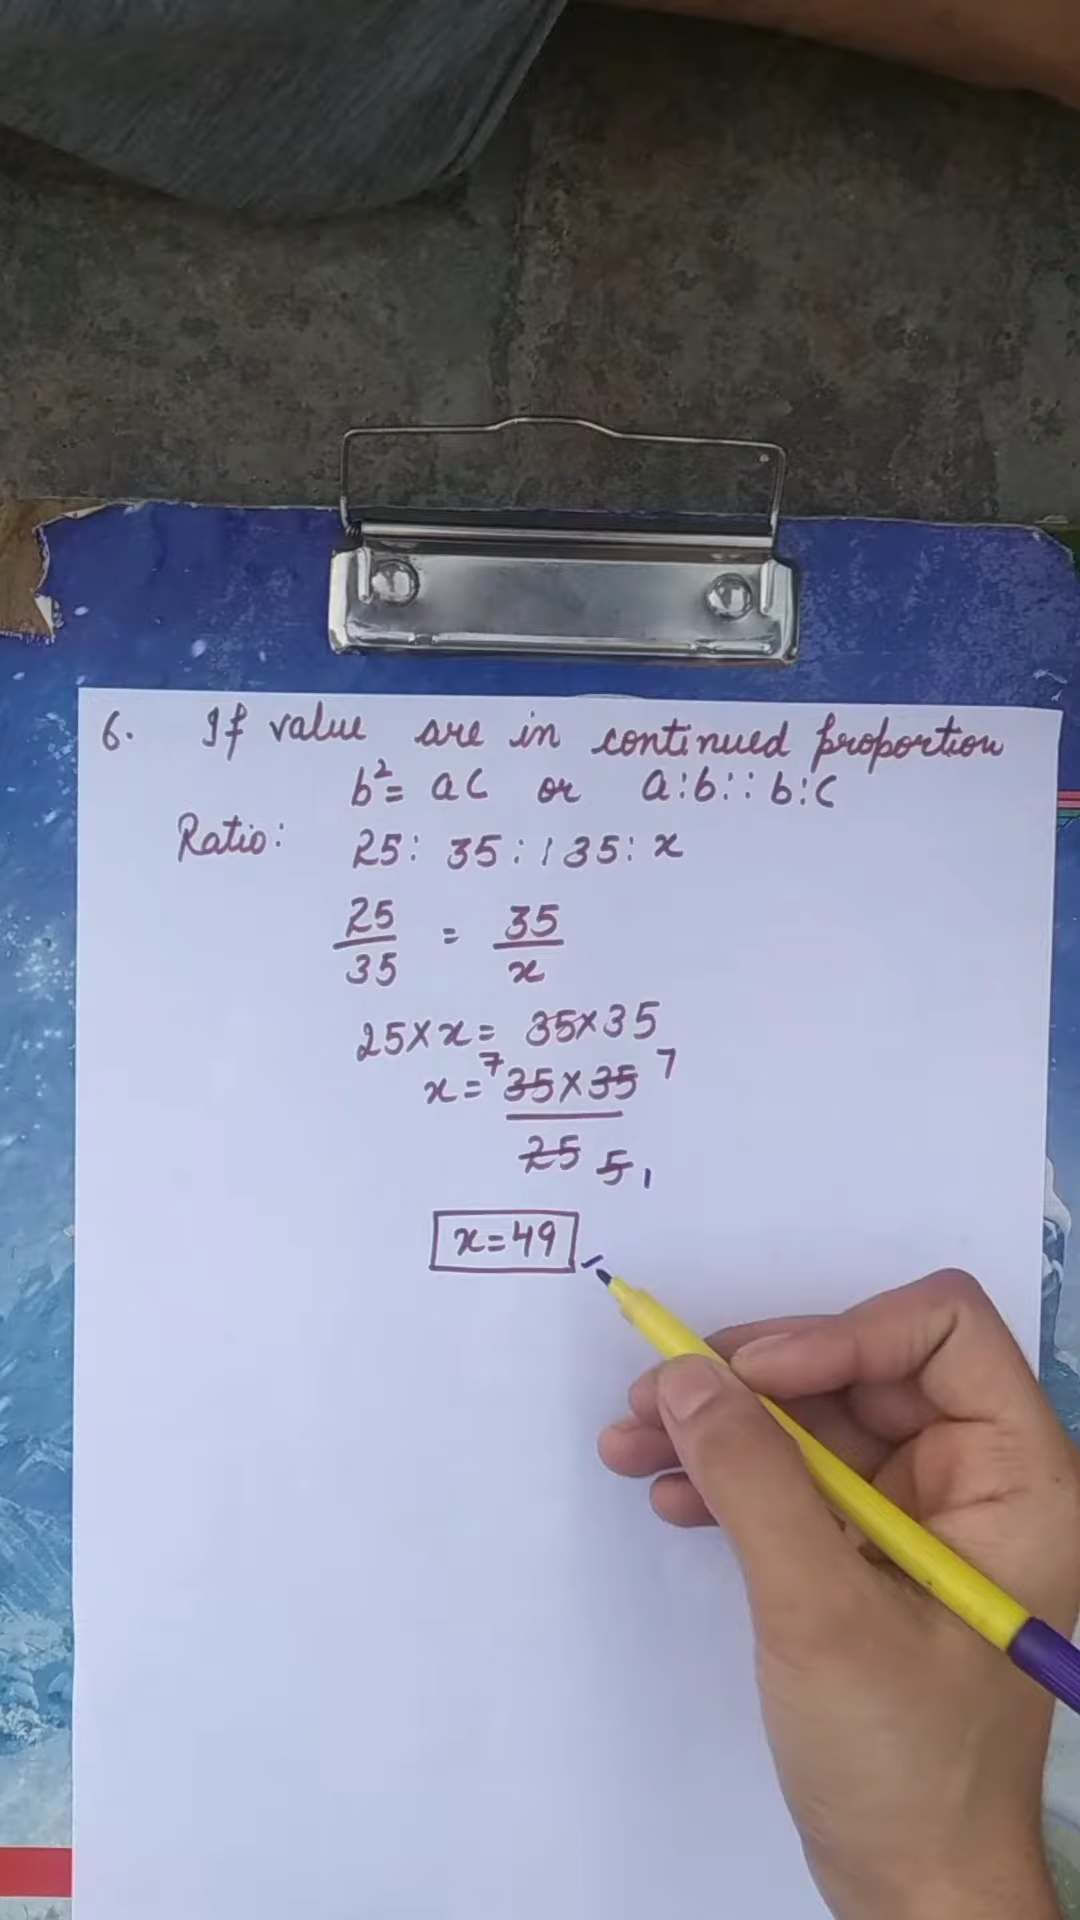 6. If value are in continued proportion
b²= ac or a:b::b:c
Ratio: 25: 35::35: x
25/35 = 35/x
25×x= 35×35
x= 7 35×35 7
25 5 1
x=49